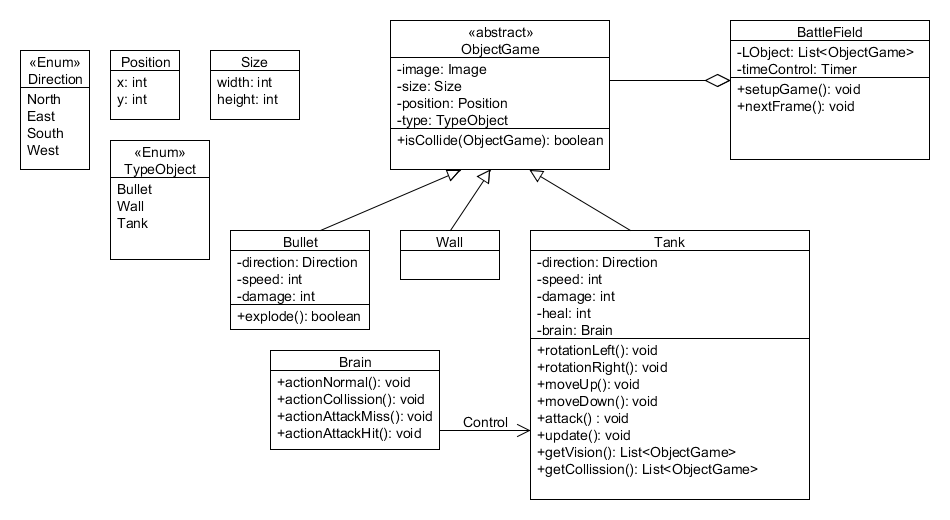 «Enum»
Direction
North
East
South
West
Position
x: int
y: int
Size
width: int
height: int
«Enum»
TypeObject
Bullet
Wall
Tank
«abstract»
ObjectGame
-image: Image
-size: Size
-position: Position
-type: TypeObject
+isCollide(ObjectGame): boolean
BattleField
-LObject: List<ObjectGame>
-timeControl: Timer
+setupGame(): void
+nextFrame(): void
Bullet
-direction: Direction
-speed: int
-damage: int
+explode(): boolean
Wall
Tank
-direction: Direction
-speed: int
-damage: int
-heal: int
-brain: Brain
+rotationLeft(): void
+rotationRight(): void
+moveUp(): void
+moveDown(): void
+attack() : void
+update(): void
+getVision(): List<ObjectGame>
+getCollission(): List<ObjectGame>
Brain
+actionNormal(): void
+actionCollission(): void
+actionAttackMiss(): void
+actionAttackHit(): void
Control